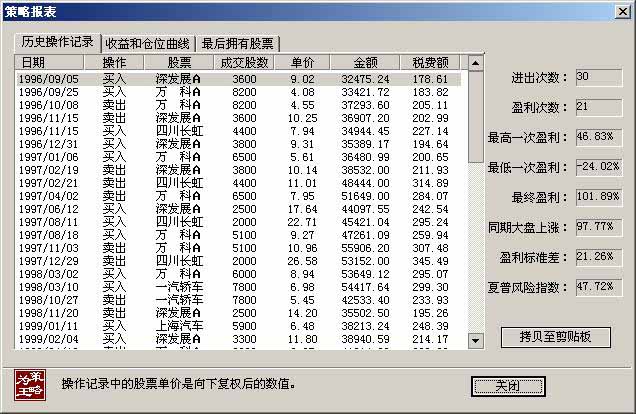 策略报表
历史操作记录 收益和仓位曲线 最后拥有股票
日期 操作 股票 成交股数 单价 金额 税费额
1996/09/05 买入 深发展A 3600 9.02 32475.24 178.61
1996/09/25 买入 万 科A 8200 4.08 33421.72 183.82
1996/10/08 卖出 万 科A 8200 4.55 37293.60 205.11
1996/11/15 卖出 深发展A 3600 10.25 36907.20 202.99
1996/11/15 买入 四川长虹 4400 7.94 34944.45 227.14
1996/12/24 买入 深发展A 3800 9.31 35389.17 194.64
1997/01/06 买入 万 科A 6500 5.61 36480.99 200.65
1997/02/19 卖出 深发展A 3800 10.14 38532.00 211.93
1997/02/21 卖出 四川长虹 4400 11.01 48444.00 314.89
1997/04/02 卖出 万 科A 6500 7.95 51649.00 284.07
1997/06/12 买入 深发展A 2500 17.64 44097.55 242.54
1997/08/11 买入 四川长虹 2000 22.71 45421.04 295.24
1997/08/18 买入 万 科A 5100 9.27 47261.09 259.94
1997/11/03 卖出 万 科A 5100 10.96 55906.20 307.48
1997/12/29 卖出 四川长虹 2000 26.58 53152.00 345.49
1998/03/02 买入 万 科A 6000 8.94 53649.12 295.07
1998/03/10 买入 一汽轿车 7800 6.98 54417.64 299.30
1998/10/27 卖出 一汽轿车 7800 5.45 42533.40 233.93
1998/11/20 卖出 深发展A 2500 14.20 35502.50 195.26
1999/01/11 买入 上海汽车 5900 6.48 38213.24 248.39
1999/02/04 买入 深发展A 3300 11.80 38940.59 214.17
进出次数： 30
盈利次数： 21
最高一次盈利： 46.83%
最低一次盈利： -24.02%
最终盈利： 101.89%
同期大盘上涨： 97.77%
盈利标准差： 21.26%
夏普风险指数： 47.72%
拷贝至剪贴板
策略为王
操作记录中的股票单价是向下复权后的数值。
关闭